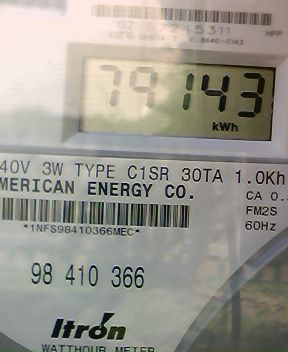 79143
kWh
40V 3W TYPE C1SR 30TA 1.0Kh
MERICAN ENERGY CO.
CA 0.
FM2S
60Hz
*1NFS98410366MEC*
98 410 366
Itron
WATTHOUR METER